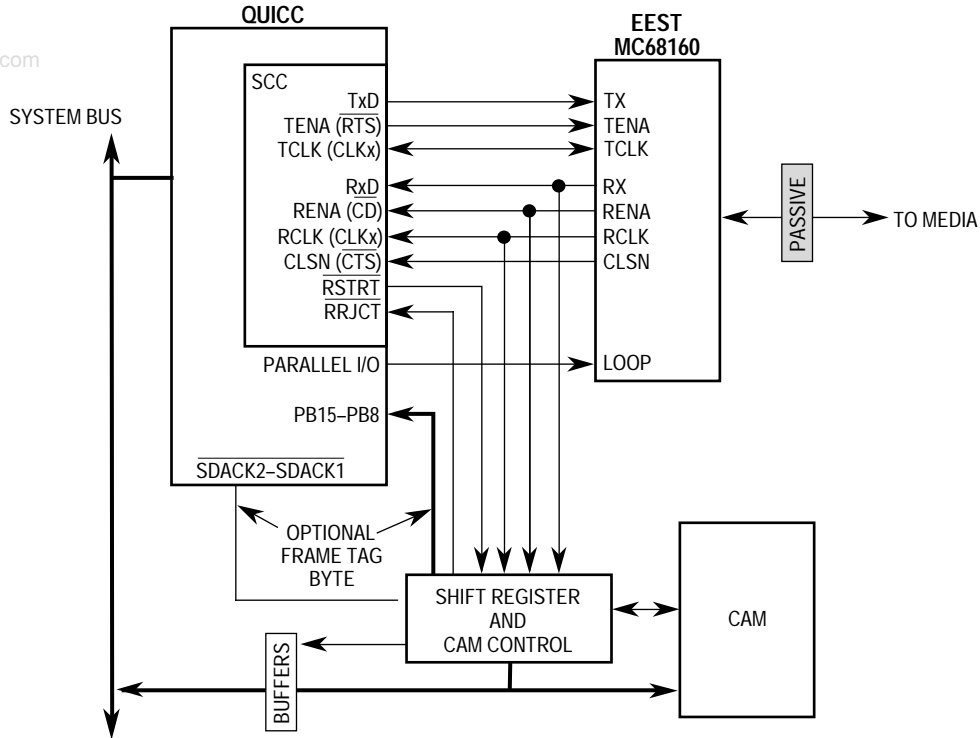 QUICC
EEST
MC68160
com
SCC
SYSTEM BUS
TxD
TX
TENA (RTS)
TENA
TCLK (CLKx)
TCLK
RxD
RX
RENA (CD)
RENA
RCLK (CLKx)
RCLK
CLSN (CTS)
CLSN
RSTRT
RRJCT
PASSIVE
TO MEDIA
PARALLEL I/O
LOOP
PB15–PB8
SDACK2–SDACK1
OPTIONAL
FRAME TAG
BYTE
SHIFT REGISTER
AND
CAM CONTROL
CAM
BUFFERS